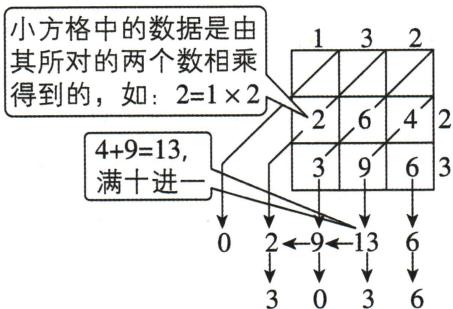 小方格中的数据是由
其所对的两个数相乘
得到的，如：2=1×2
1 3 2
2 6 4 2
4+9=13，
满十进一
3 9 6 3
0 2←9←13 6
3 0 3 6